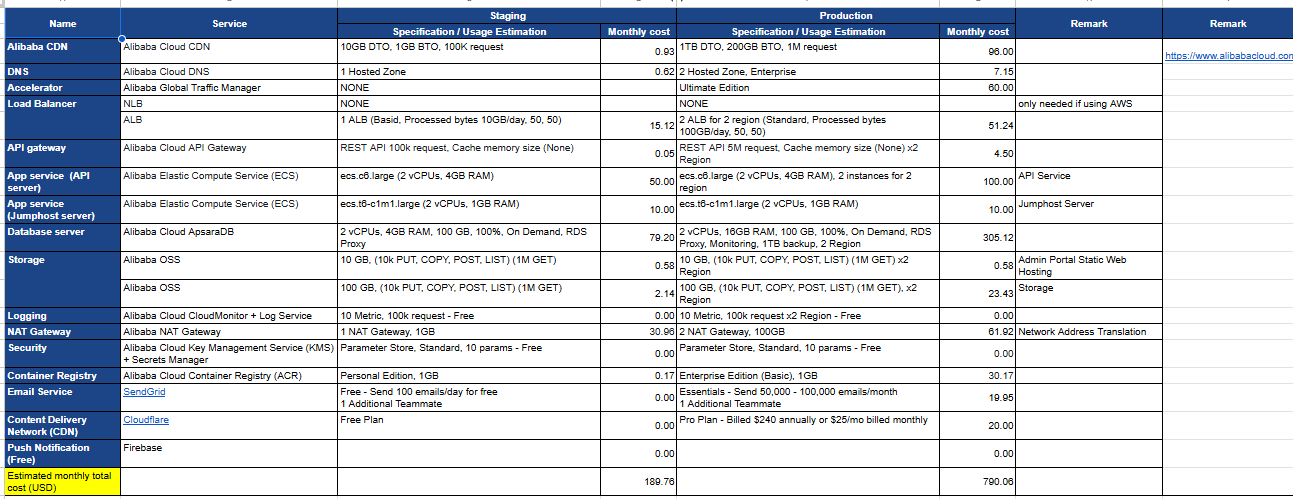 Name Service Staging Production Remark Remark
Specification / Usage Estimation Monthly cost Specification / Usage Estimation Monthly cost
Alibaba CDN Alibaba Cloud CDN 10GB DTO, 1GB BTO, 100K request 0.93 1TB DTO, 200GB BTO, 1M request 96.00 https://www.alibabacloud.con
DNS Alibaba Cloud DNS 1 Hosted Zone 0.62 2 Hosted Zone, Enterprise 7.15
Accelerator Alibaba Global Traffic Manager NONE Ultimate Edition 60.00
Load Balancer NLB NONE NONE only needed if using AWS
ALB 1 ALB (Basid, Processed bytes 10GB/day, 50, 50) 15.12 2 ALB for 2 region (Standard, Processed bytes
100GB/day, 50, 50) 51.24
API gateway Alibaba Cloud API Gateway REST API 100k request, Cache memory size (None) 0.05 REST API 5M request, Cache memory size (None) x2
Region 4.50
App service (API
server) Alibaba Elastic Compute Service (ECS) ecs.c6.large (2 vCPUs, 4GB RAM) 50.00 ecs.c6.large (2 vCPUs, 4GB RAM), 2 instances for 2
region 100.00 API Service
App service
(Jumphost server) Alibaba Elastic Compute Service (ECS) ecs.t6-c1m1.large (2 vCPUs, 1GB RAM) 10.00 ecs.t6-c1m1.large (2 vCPUs, 1GB RAM) 10.00 Jumphost Server
Database server Alibaba Cloud ApsaraDB 2 vCPUs, 4GB RAM, 100 GB, 100%, On Demand, RDS
Proxy 79.20 2 vCPUs, 16GB RAM, 100 GB, 100%, On Demand, RDS
Proxy, Monitoring, 1TB backup, 2 Region 305.12
Storage Alibaba OSS 10 GB, (10k PUT, COPY, POST, LIST) (1M GET) 0.58 10 GB, (10k PUT, COPY, POST, LIST) (1M GET) x2
Region 0.58 Admin Portal Static Web
Hosting
Alibaba OSS 100 GB, (10k PUT, COPY, POST, LIST) (1M GET) 2.14 100 GB, (10k PUT, COPY, POST, LIST) (1M GET), x2
Region 23.43 Storage
Logging Alibaba Cloud CloudMonitor + Log Service 10 Metric, 100k request - Free 0.00 10 Metric, 100k request x2 Region - Free 0.00
NAT Gateway Alibaba NAT Gateway 1 NAT Gateway, 1GB 30.96 2 NAT Gateway, 100GB 61.92 Network Address Translation
Security Alibaba Cloud Key Management Service (KMS)
+ Secrets Manager Parameter Store, Standard, 10 params - Free 0.00 Parameter Store, Standard, 10 params - Free 0.00
Container Registry Alibaba Cloud Container Registry (ACR) Personal Edition, 1GB 0.17 Enterprise Edition (Basic), 1GB 30.17
Email Service SendGrid Free - Send 100 emails/day for free
1 Additional Teammate 0.00 Essentials - Send 50,000 - 100,000 emails/month
1 Additional Teammate 19.95
Content Delivery
Network (CDN) Cloudflare Free Plan 0.00 Pro Plan - Billed $240 annually or $25/mo billed monthly 20.00
Push Notification
(Free) Firebase 0.00 0.00
Estimated monthly total
cost (USD) 189.76 790.06